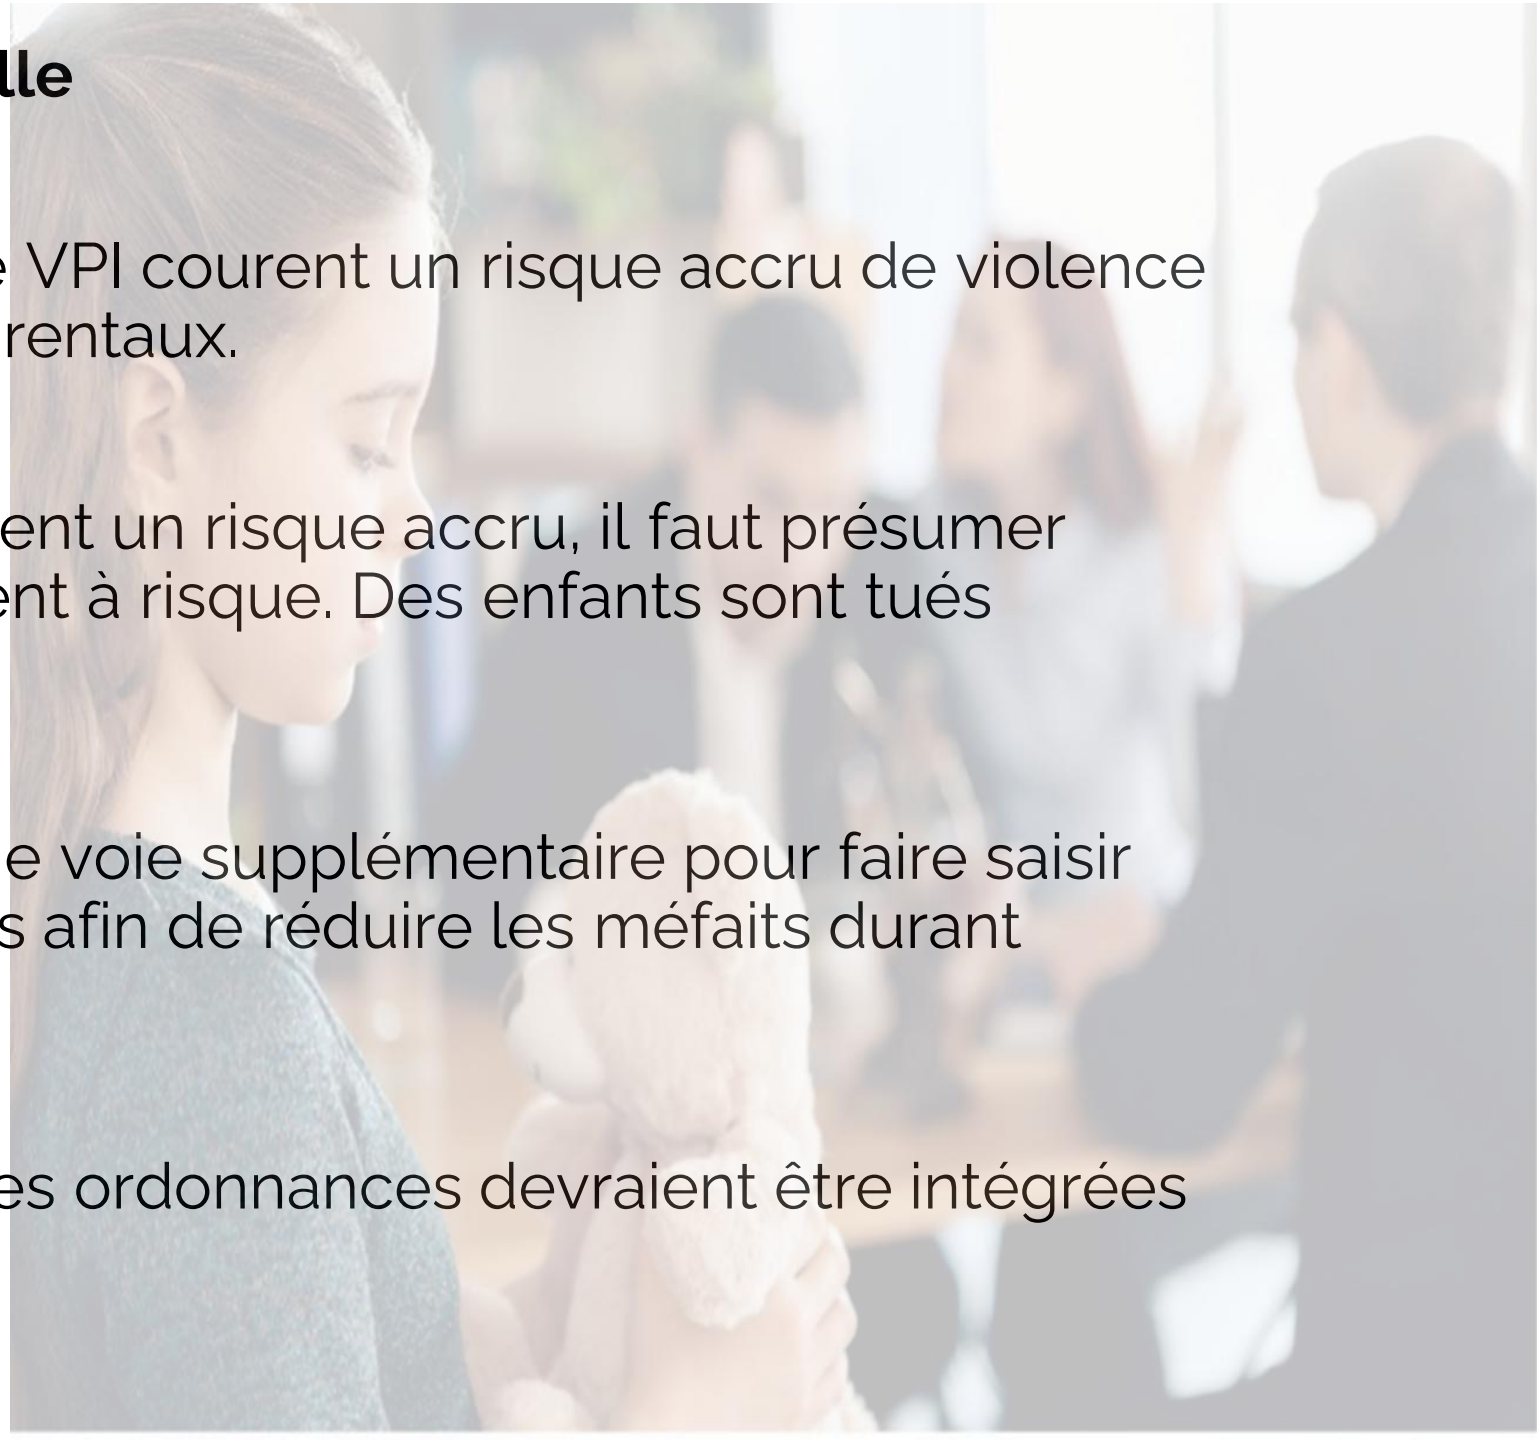 lle
e VPI courent un risque accru de violence
rentaux.
ent un risque accru, il faut présumer
ent à risque. Des enfants sont tués
e voie supplémentaire pour faire saisir
s afin de réduire les méfaits durant
es ordonnances devraient être intégrées